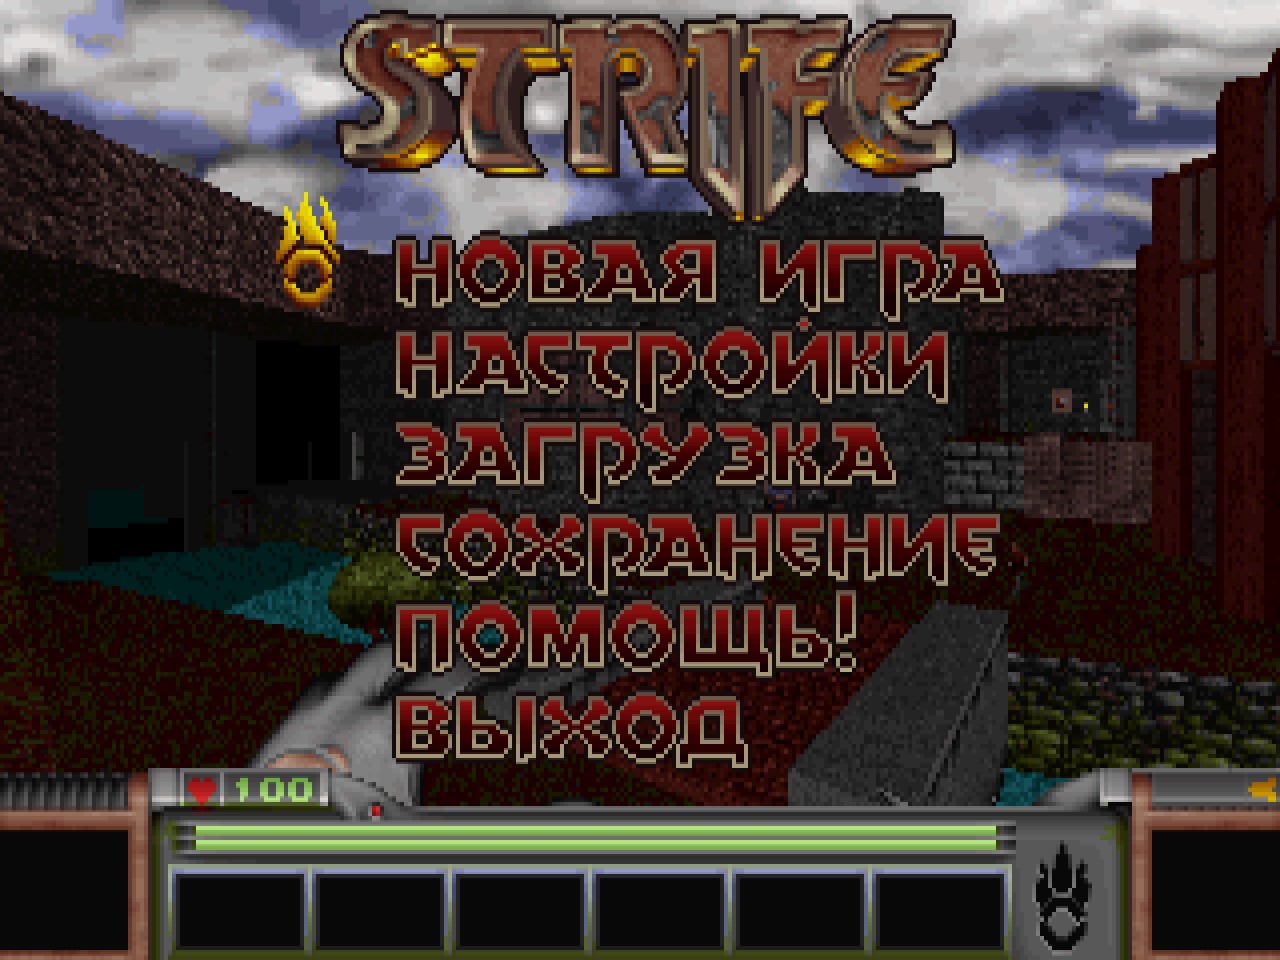 STRIFE
НОВАЯ ИГРА
НАСТРОЙКИ
ЗАГРУЗКА
СОХРАНЕНИЕ
ПОМОЩЬ!
ВЫХОД
100